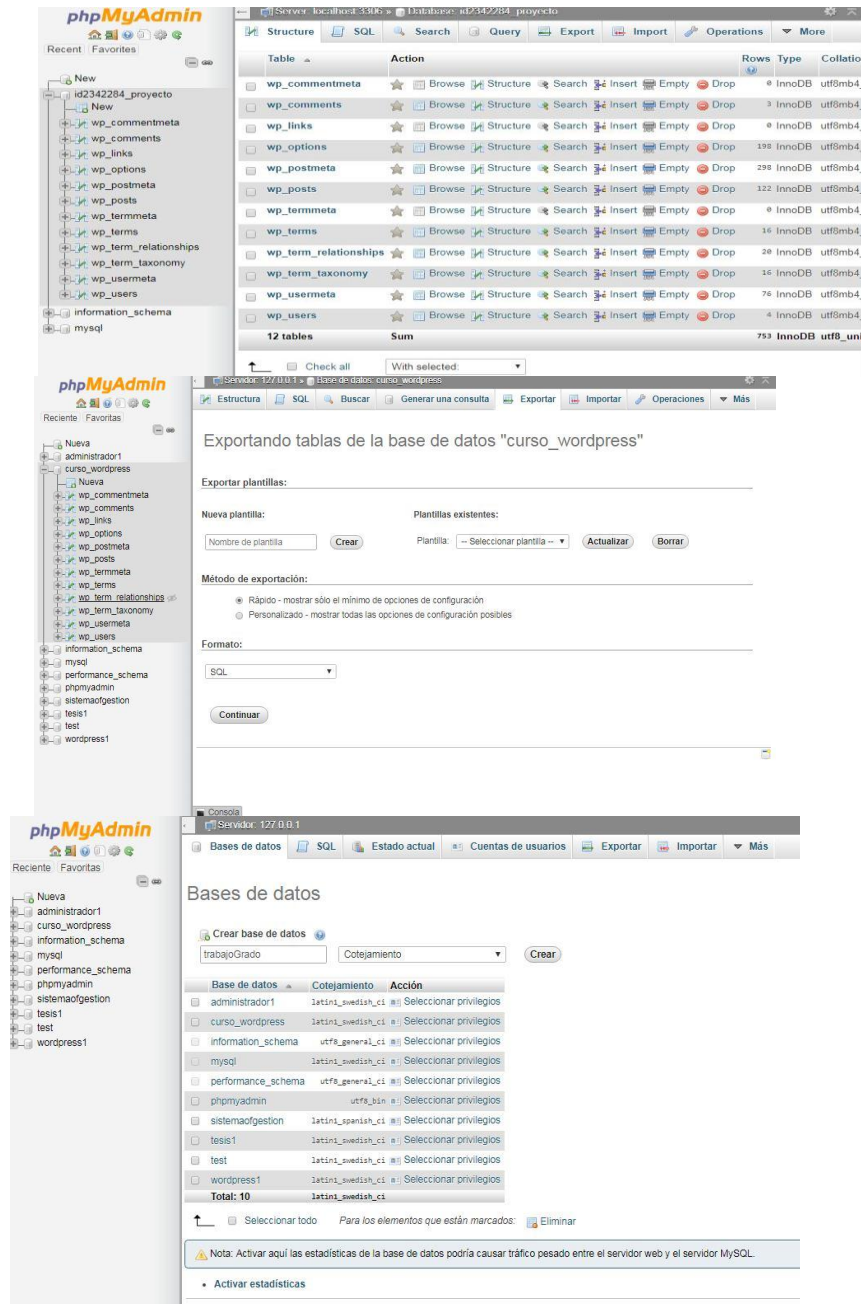 phpMyAdmin
Recent Favorites
New
id2342284_proyecto
New
wp_commentmeta
wp_comments
wp_links
wp_options
wp_postmeta
wp_posts
wp_termmeta
wp_terms
wp_term_relationships
wp_term_taxonomy
wp_usermeta
wp_users
information_schema
mysql
Server: localhost:3306 » Database: id2342284_proyecto
Structure SQL Search Query Export Import Operations More
Table Action Rows Type Collatio
wp_commentmeta Browse Structure Search Insert Empty Drop 0 InnoDB utf8mb4_
wp_comments Browse Structure Search Insert Empty Drop 3 InnoDB utf8mb4_
wp_links Browse Structure Search Insert Empty Drop 0 InnoDB utf8mb4_
wp_options Browse Structure Search Insert Empty Drop 198 InnoDB utf8mb4_
wp_postmeta Browse Structure Search Insert Empty Drop 298 InnoDB utf8mb4_
wp_posts Browse Structure Search Insert Empty Drop 122 InnoDB utf8mb4_
wp_termmeta Browse Structure Search Insert Empty Drop 0 InnoDB utf8mb4_
wp_terms Browse Structure Search Insert Empty Drop 16 InnoDB utf8mb4_
wp_term_relationships Browse Structure Search Insert Empty Drop 20 InnoDB utf8mb4_
wp_term_taxonomy Browse Structure Search Insert Empty Drop 16 InnoDB utf8mb4_
wp_usermeta Browse Structure Search Insert Empty Drop 76 InnoDB utf8mb4_
wp_users Browse Structure Search Insert Empty Drop 4 InnoDB utf8mb4_
12 tables Sum 753 InnoDB utf8_uni
Check all With selected:
phpMyAdmin
Reciente Favoritas
Nueva
administrador1
curso_wordpress
Nueva
wp_commentmeta
wp_comments
wp_links
wp_options
wp_postmeta
wp_posts
wp_termmeta
wp_terms
wp_term_relationships
wp_term_taxonomy
wp_usermeta
wp_users
information_schema
mysql
performance_schema
phpmyadmin
sistemaofgestion
tesis1
test
wordpress1
Servidor: 127.0.0.1 » Base de datos: curso_wordpress
Estructura SQL Buscar Generar una consulta Exportar Importar Operaciones Más
Exportando tablas de la base de datos "curso_wordpress"
Exportar plantillas:
Nueva plantilla: Plantillas existentes:
Nombre de plantilla Crear Plantilla: -- Seleccionar plantilla -- Actualizar Borrar
Método de exportación:
Rápido - mostrar sólo el mínimo de opciones de configuración
Personalizado - mostrar todas las opciones de configuración posibles
Formato:
SQL
Continuar
Consola
phpMyAdmin
Reciente Favoritas
Nueva
administrador1
curso_wordpress
information_schema
mysql
performance_schema
phpmyadmin
sistemaofgestion
tesis1
test
wordpress1
Servidor: 127.0.0.1
Bases de datos SQL Estado actual Cuentas de usuarios Exportar Importar Más
Bases de datos
Crear base de datos
trabajoGrado Cotejamiento Crear
Base de datos Cotejamiento Acción
administrador1 latin1_swedish_ci Seleccionar privilegios
curso_wordpress latin1_swedish_ci Seleccionar privilegios
information_schema utf8_general_ci Seleccionar privilegios
mysql latin1_swedish_ci Seleccionar privilegios
performance_schema utf8_general_ci Seleccionar privilegios
phpmyadmin utf8_bin Seleccionar privilegios
sistemaofgestion latin1_spanish_ci Seleccionar privilegios
tesis1 latin1_swedish_ci Seleccionar privilegios
test latin1_swedish_ci Seleccionar privilegios
wordpress1 latin1_swedish_ci Seleccionar privilegios
Total: 10 latin1_swedish_ci
Seleccionar todo Para los elementos que están marcados: Eliminar
Nota: Activar aquí las estadísticas de la base de datos podría causar tráfico pesado entre el servidor web y el servidor MySQL.
• Activar estadísticas